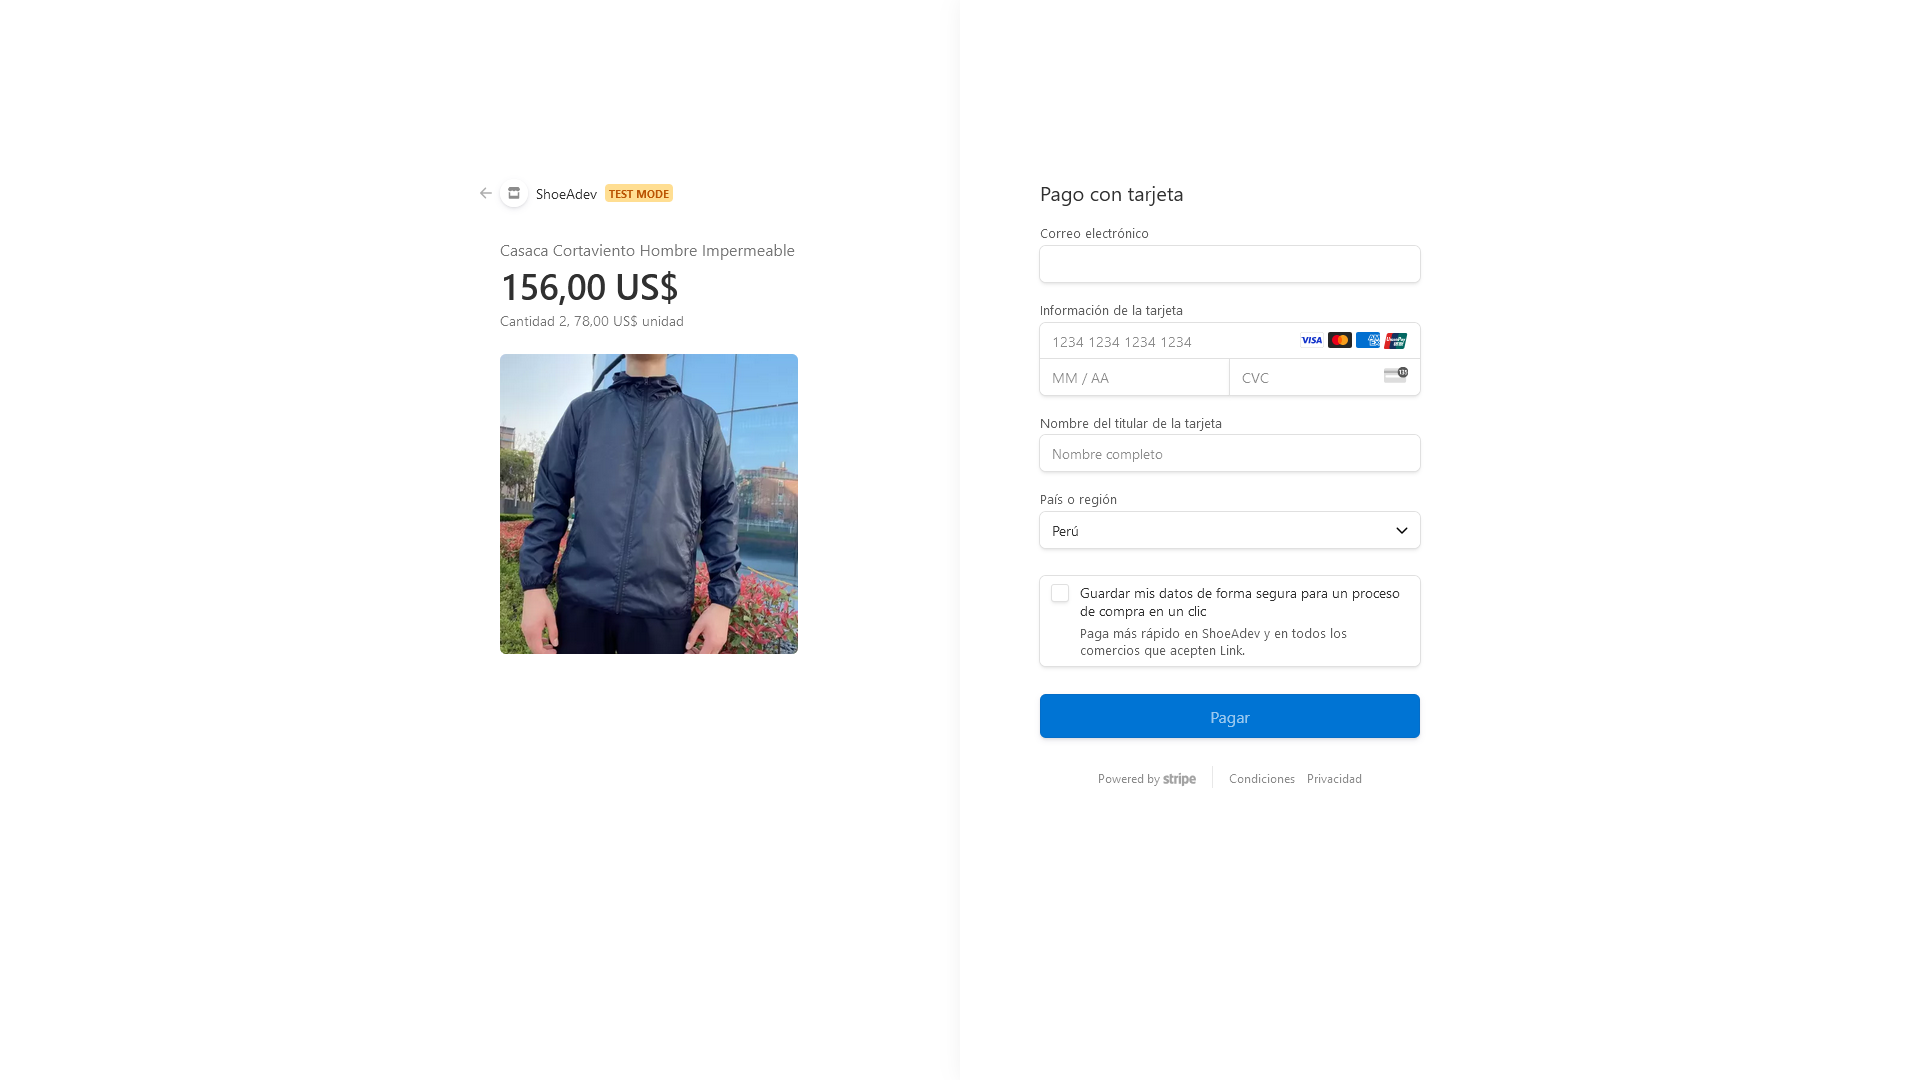 ShoeAdev TEST MODE
Casaca Cortaviento Hombre Impermeable
156,00 US$
Cantidad 2, 78,00 US$ unidad
Pago con tarjeta
Correo electrónico
Información de la tarjeta
1234 1234 1234 1234 VISA AMEX UnionPay
MM / AA CVC 135
Nombre del titular de la tarjeta
Nombre completo
País o región
Perú
Guardar mis datos de forma segura para un proceso
de compra en un clic
Paga más rápido en ShoeAdev y en todos los
comercios que acepten Link.
Pagar
Powered by stripe Condiciones Privacidad